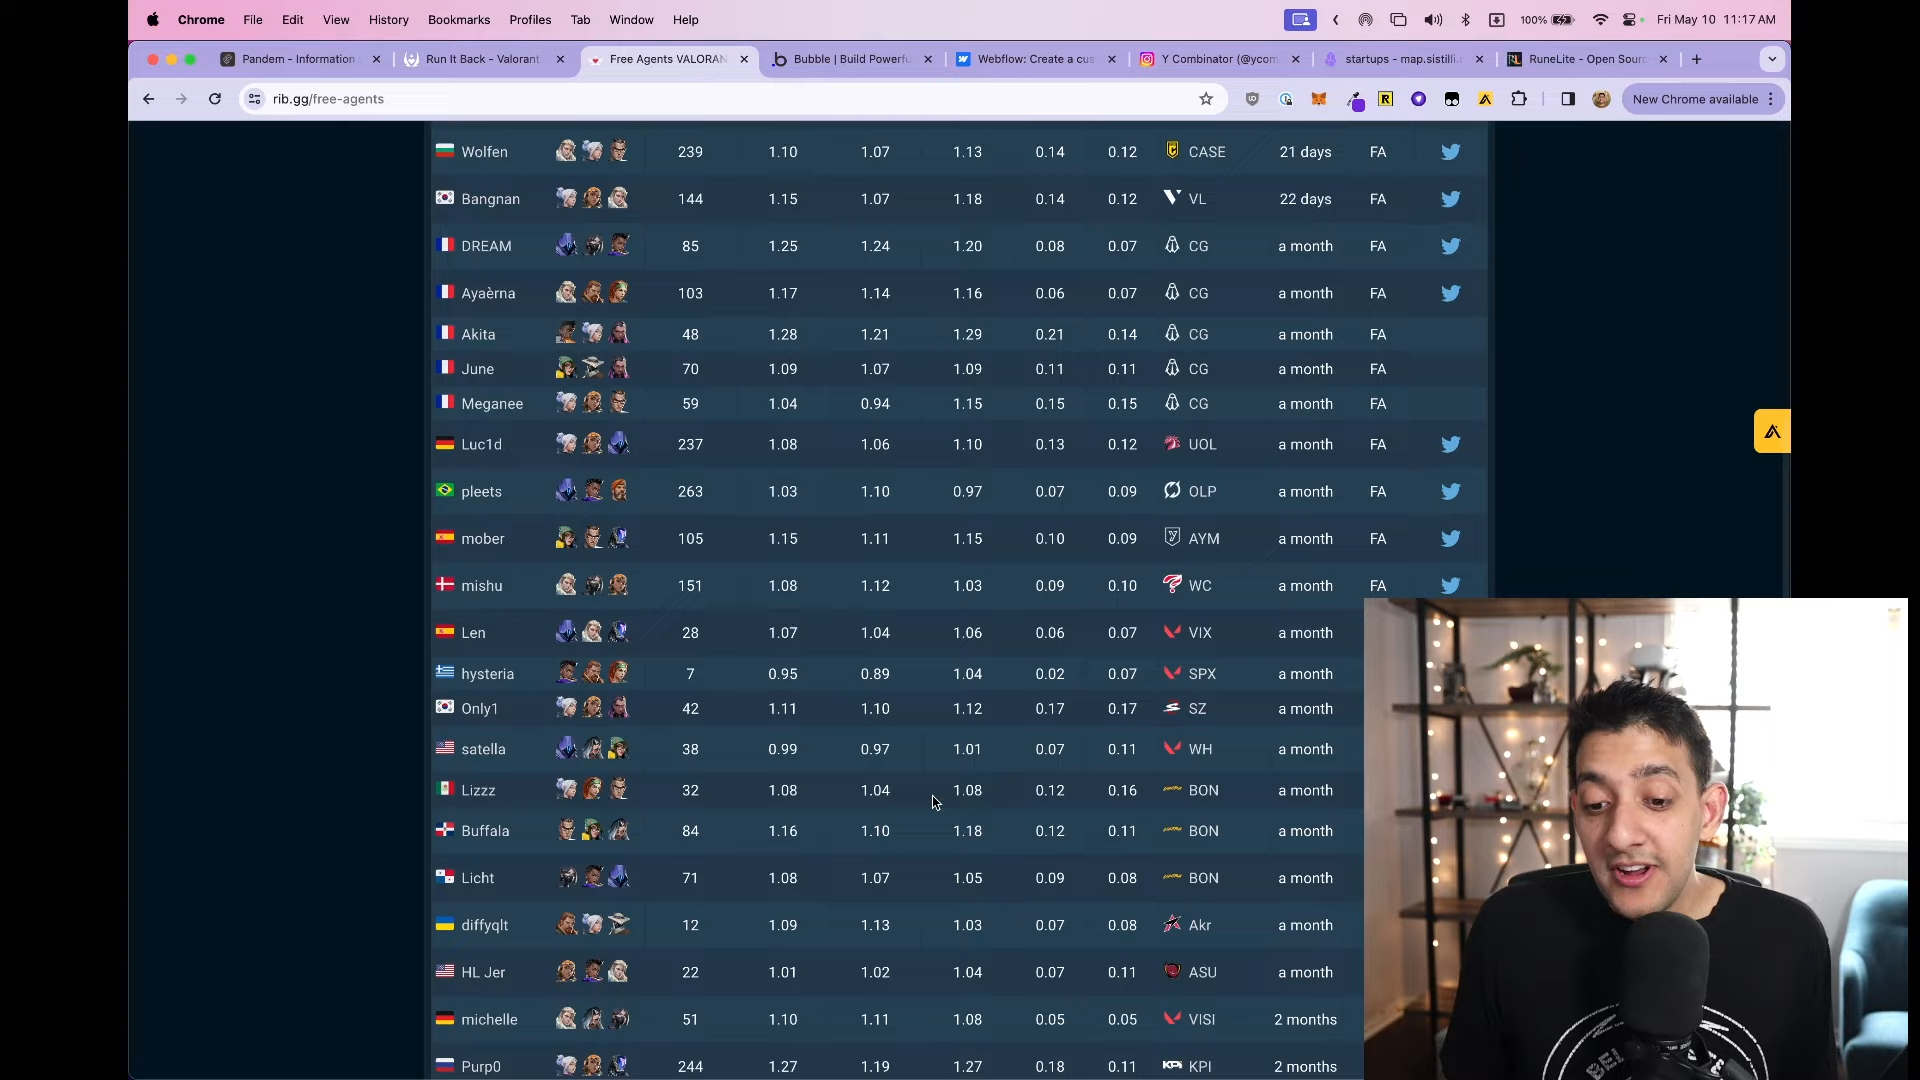 Chrome File Edit View History Bookmarks Profiles Tab Window Help 100% Fri May 10 11:17 AM
Pandem - Information Run It Back - Valorant Free Agents VALORAN Bubble | Build Powerfu Webflow: Create a cus Y Combinator (@ycom startups - map.sistilli. RuneLite - Open Sour
rib.gg/free-agents New Chrome available
Wolfen 239 1.10 1.07 1.13 0.14 0.12 CASE 21 days FA
Bangnan 144 1.15 1.07 1.18 0.14 0.12 VL 22 days FA
DREAM 85 1.25 1.24 1.20 0.08 0.07 CG a month FA
Ayaèrna 103 1.17 1.14 1.16 0.06 0.07 CG a month FA
Akita 48 1.28 1.21 1.29 0.21 0.14 CG a month FA
June 70 1.09 1.07 1.09 0.11 0.11 CG a month FA
Meganee 59 1.04 0.94 1.15 0.15 0.15 CG a month FA
Luc1d 237 1.08 1.06 1.10 0.13 0.12 UOL a month FA
pleets 263 1.03 1.10 0.97 0.07 0.09 OLP a month FA
mober 105 1.15 1.11 1.15 0.10 0.09 AYM a month FA
mishu 151 1.08 1.12 1.03 0.09 0.10 WC a month FA
Len 28 1.07 1.04 1.06 0.06 0.07 VIX a month
hysteria 7 0.95 0.89 1.04 0.02 0.07 SPX a month
Only1 42 1.11 1.10 1.12 0.17 0.17 SZ a month
satella 38 0.99 0.97 1.01 0.07 0.11 WH a month
Lizzz 32 1.08 1.04 1.08 0.12 0.16 BON a month
Buffala 84 1.16 1.10 1.18 0.12 0.11 BON a month
Licht 71 1.08 1.07 1.05 0.09 0.08 BON a month
diffyqlt 12 1.09 1.13 1.03 0.07 0.08 Akr a month
HL Jer 22 1.01 1.02 1.04 0.07 0.11 ASU a month
michelle 51 1.10 1.11 1.08 0.05 0.05 VISI 2 months
Purp0 244 1.27 1.19 1.27 0.18 0.11 KPI 2 months